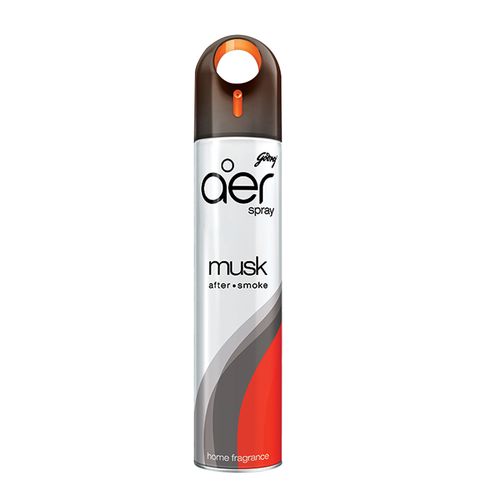 Godrej
aer
spray
musk
after • smoke
home fragrance